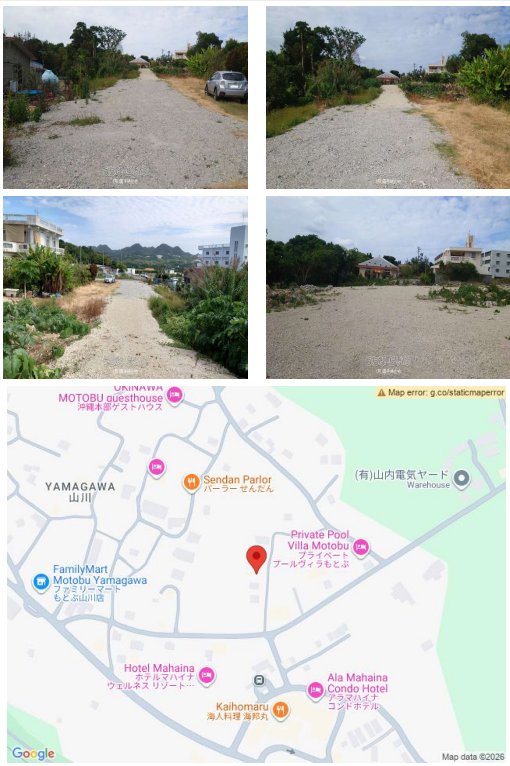 Map error: g.co/staticmaperror
OKINAWA
MOTOBU guesthouse
沖縄本部ゲストハウス
Sendan Parlor
パーラー せんだん
YAMAGAWA
山川
(有)山内電気ヤード
Warehouse
Private Pool
Villa Motobu
プライベート
プールヴィラもとぶ
FamilyMart
Motobu Yamagawa
ファミリーマート
もとぶ山川店
Hotel Mahaina
ホテルマハイナ
ウェルネス リゾート…
Ala Mahaina
Condo Hotel
アラマハイナ
コンドホテル
Kaihomaru
海人料理 海邦丸
Google
Map data ©2026